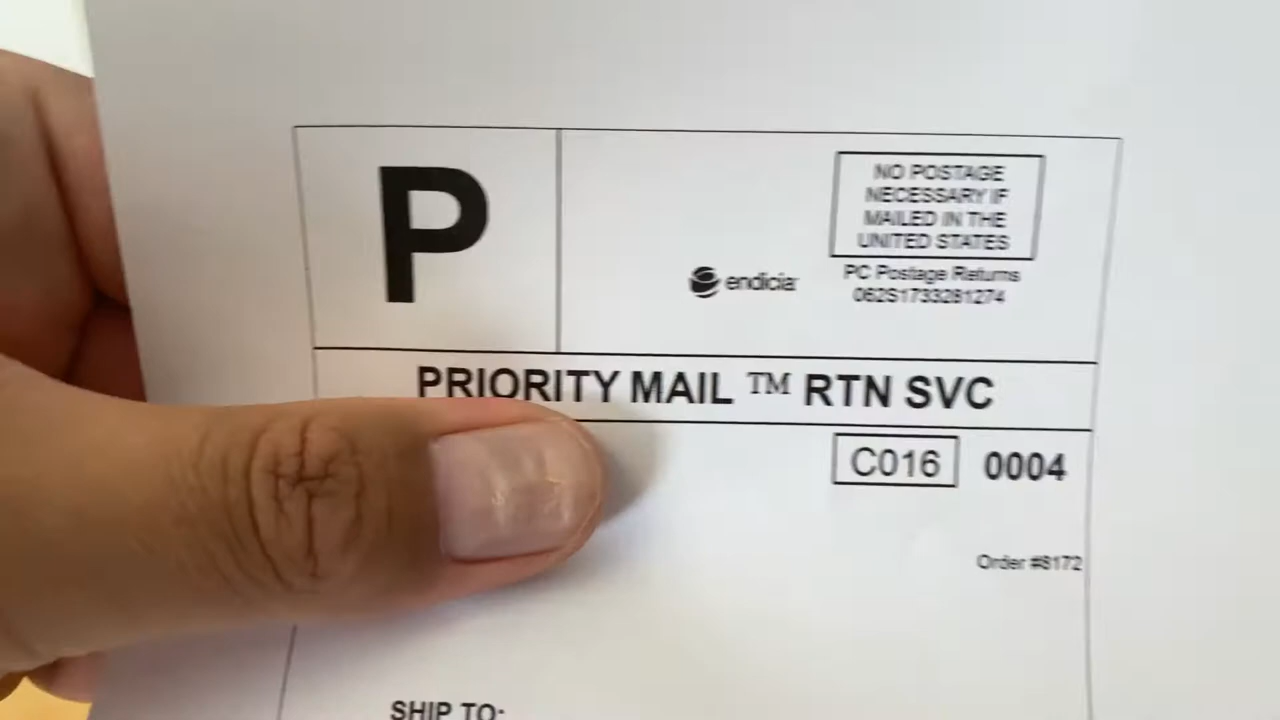 P
NO POSTAGE
NECESSARY IF
MAILED IN THE
UNITED STATES
endicia
PC Postage Returns
062S1733281274
PRIORITY MAIL ™ RTN SVC
C016 0004
Order #8172
SHIP TO: